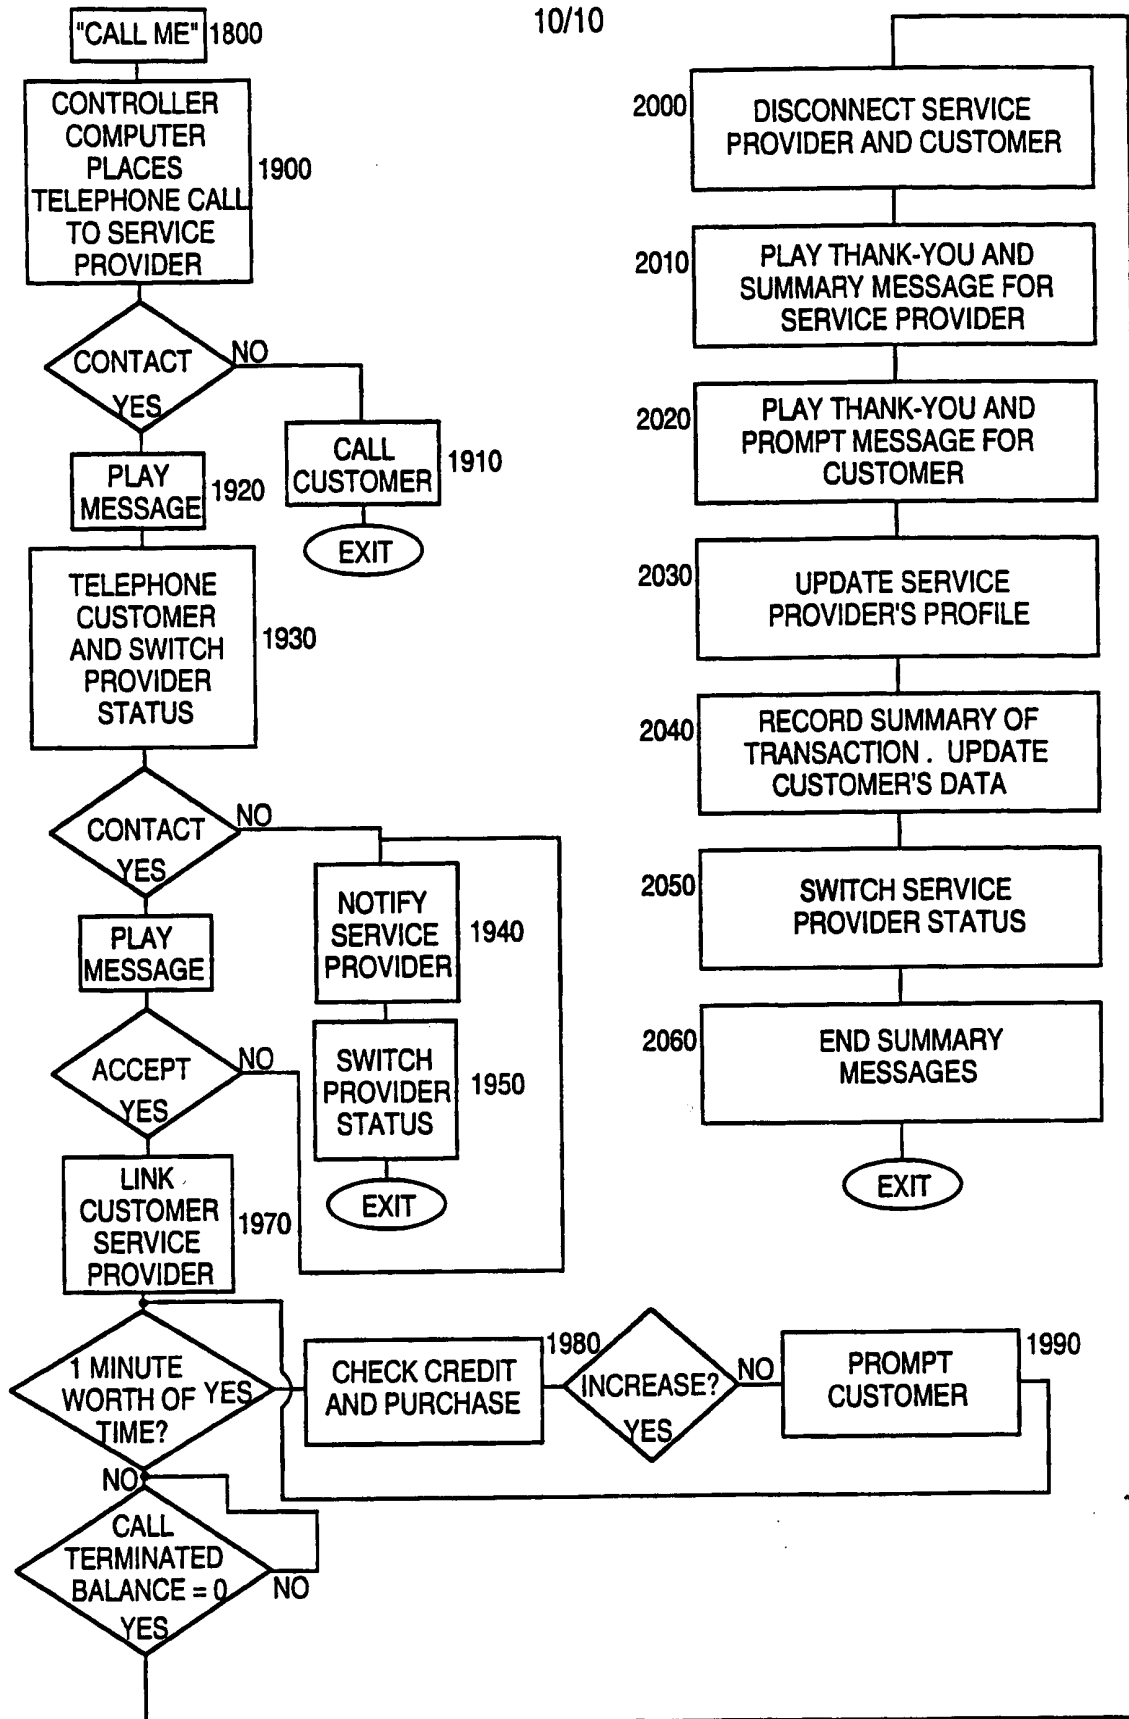 10/10
"CALL ME" 1800
CONTROLLER
COMPUTER
PLACES
TELEPHONE CALL
TO SERVICE
PROVIDER
1900
CONTACT
NO
YES
CALL
CUSTOMER
1910
EXIT
PLAY
MESSAGE
1920
TELEPHONE
CUSTOMER
AND SWITCH
PROVIDER
STATUS
1930
CONTACT
NO
YES
NOTIFY
SERVICE
PROVIDER
1940
PLAY
MESSAGE
ACCEPT
NO
YES
SWITCH
PROVIDER
STATUS
1950
EXIT
LINK
CUSTOMER
SERVICE
PROVIDER
1970
1 MINUTE
WORTH OF
TIME?
YES
NO
CHECK CREDIT
AND PURCHASE
1980
INCREASE?
NO
YES
PROMPT
CUSTOMER
1990
CALL
TERMINATED
BALANCE = 0
NO
YES
2000
DISCONNECT SERVICE
PROVIDER AND CUSTOMER
2010
PLAY THANK-YOU AND
SUMMARY MESSAGE FOR
SERVICE PROVIDER
2020
PLAY THANK-YOU AND
PROMPT MESSAGE FOR
CUSTOMER
2030
UPDATE SERVICE
PROVIDER'S PROFILE
2040
RECORD SUMMARY OF
TRANSACTION . UPDATE
CUSTOMER'S DATA
2050
SWITCH SERVICE
PROVIDER STATUS
2060
END SUMMARY
MESSAGES
EXIT